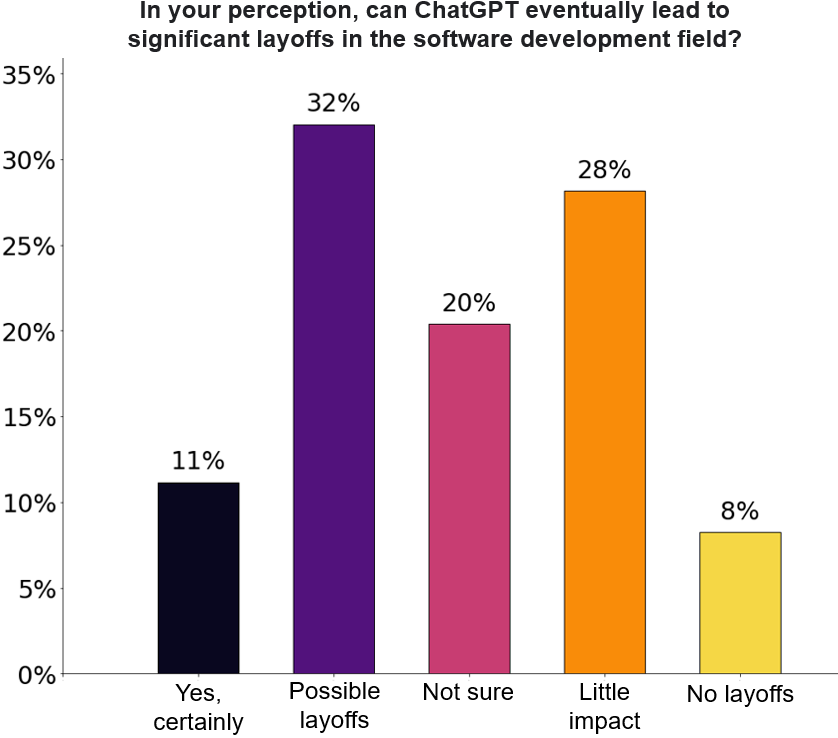 In your perception, can ChatGPT eventually lead to
significant layoffs in the software development field?
35%
32%
30%
28%
25%
20%
20%
15%
11%
10%
8%
5%
0%
Yes,
certainly
Possible
layoffs
Not sure
Little
impact
No layoffs